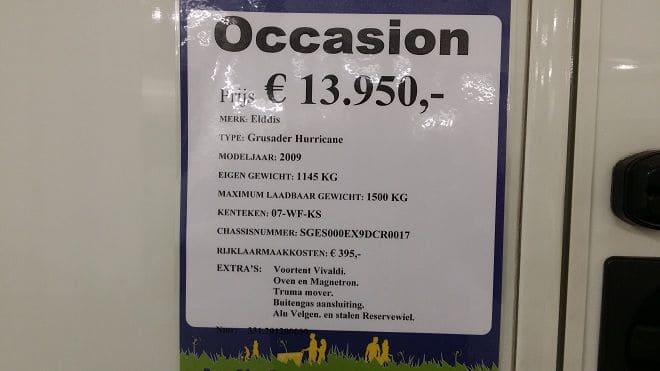 Occasion
Prijs € 13.950,-
MERK: Elddis
TYPE: Grusader Hurricane
MODELJAAR: 2009
EIGEN GEWICHT: 1145 KG
MAXIMUM LAADBAAR GEWICHT: 1500 KG
KENTEKEN: 07-WF-KS
CHASSISNUMMER: SGES000EX9DCR0017
RIJKLAARMAAKKOSTEN: € 395,-
EXTRA'S: Voortent Vivaldi.
Oven en Magnetron.
Truma mover.
Buitengas aansluiting.
Alu Velgen. en stalen Reservewiel.